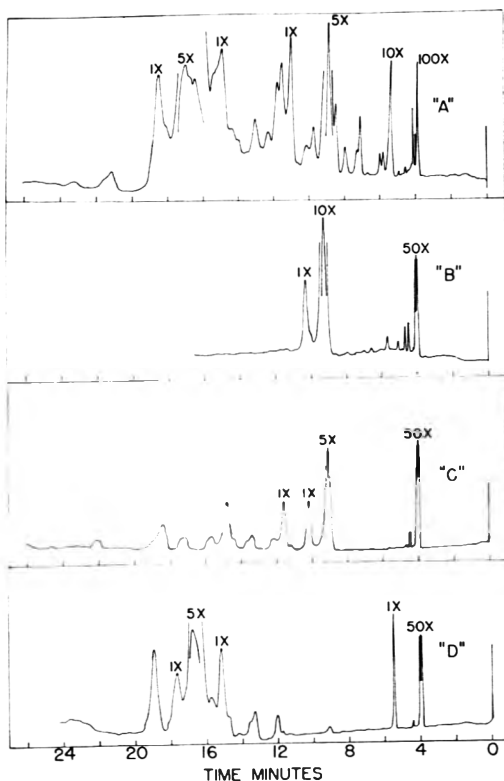 1X 5X 1X 1X 5X 10X 100X
"A"
1X 10X 50X
"B"
1X 1X 5X 50X
"C"
1X 5X 1X 1X 50X
"D"
24 20 16 12 8 4 0
TIME MINUTES